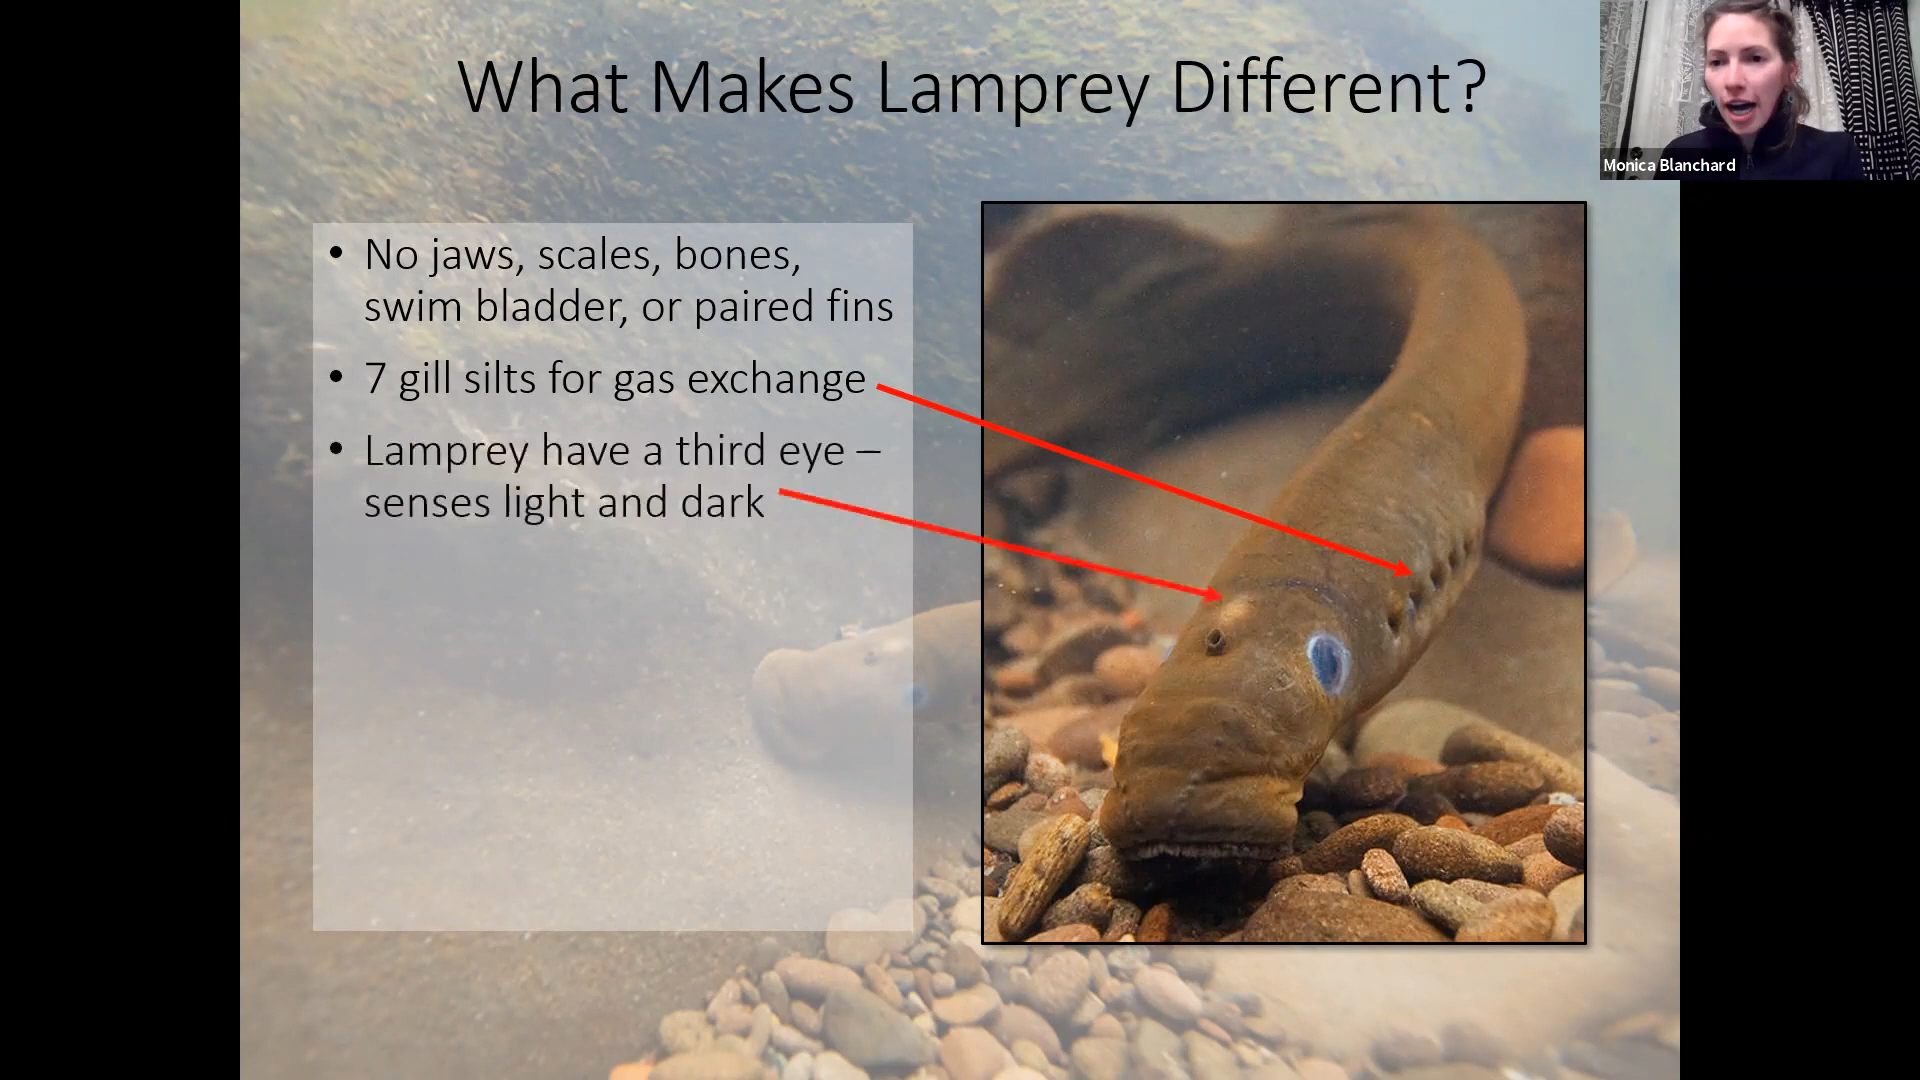 What Makes Lamprey Different?
Monica Blanchard
• No jaws, scales, bones,
swim bladder, or paired fins
• 7 gill silts for gas exchange
• Lamprey have a third eye –
senses light and dark